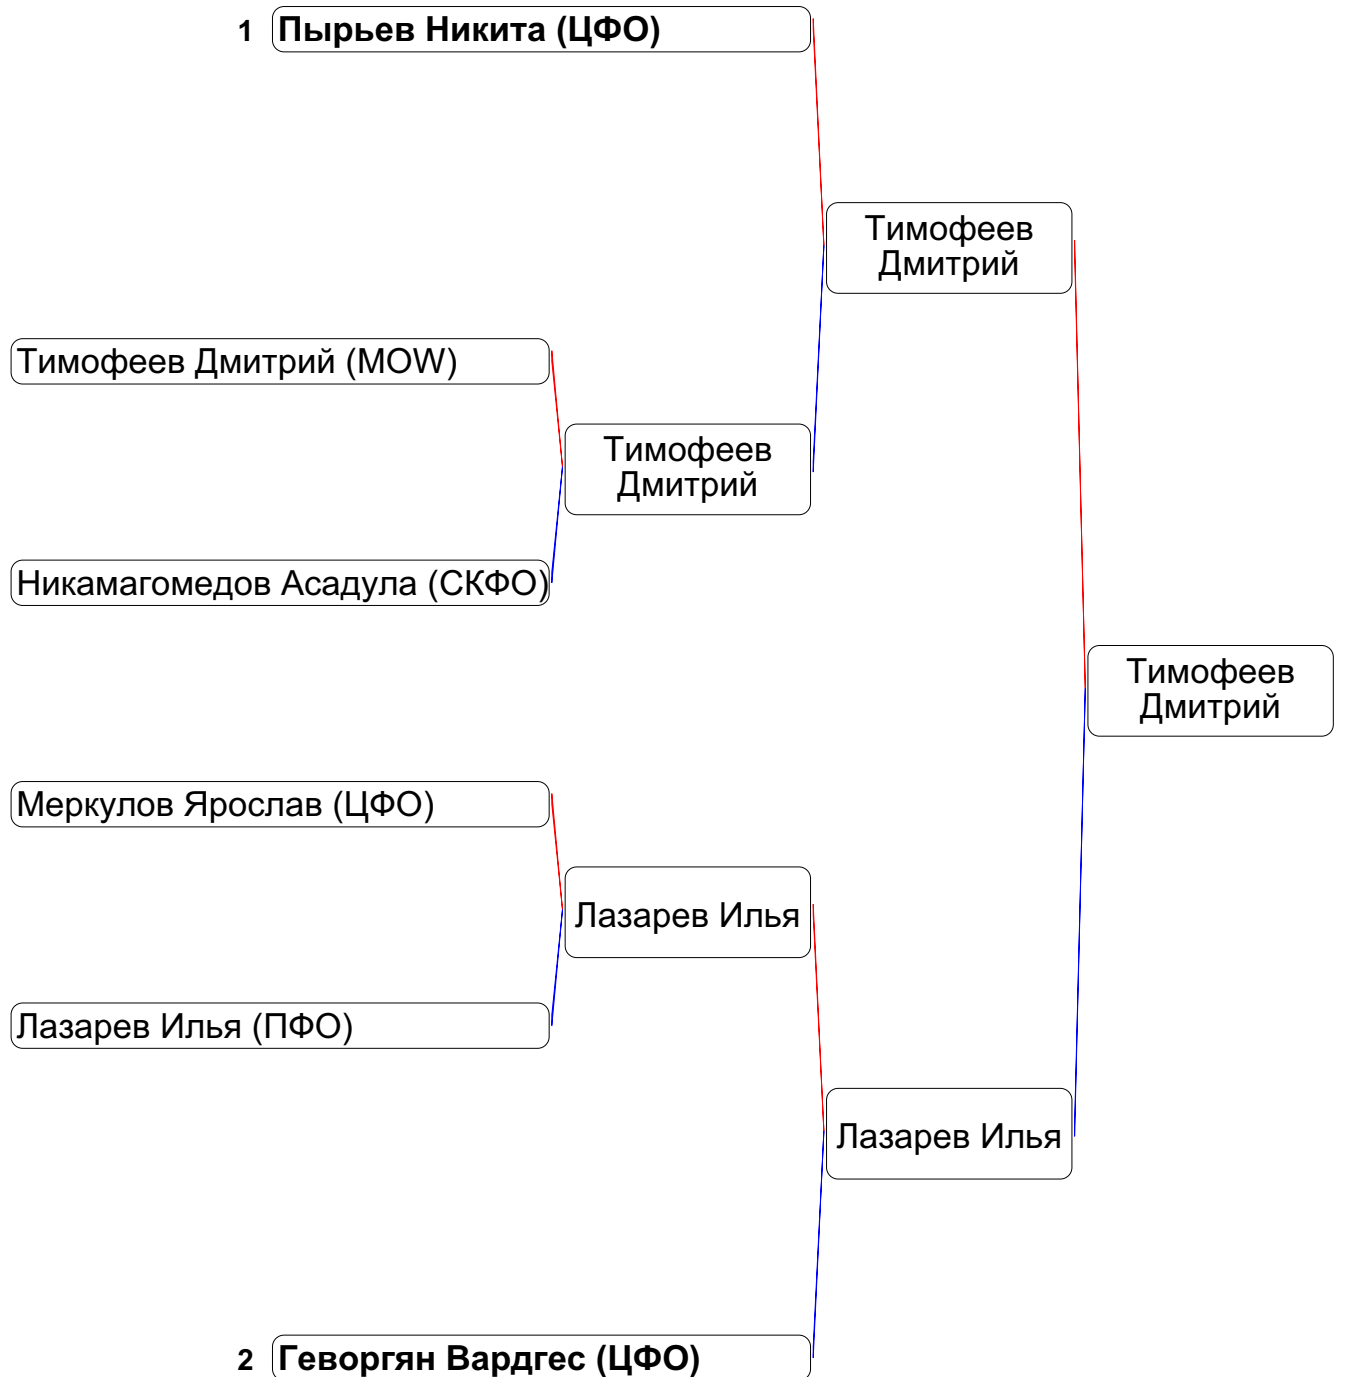 1 Пырьев Никита (ЦФО)
Тимофеев
Дмитрий
Тимофеев Дмитрий (MOW)
Тимофеев
Дмитрий
Никамагомедов Асадула (СКФО)
Тимофеев
Дмитрий
Меркулов Ярослав (ЦФО)
Лазарев Илья
Лазарев Илья (ПФО)
Лазарев Илья
2 Геворгян Вардгес (ЦФО)